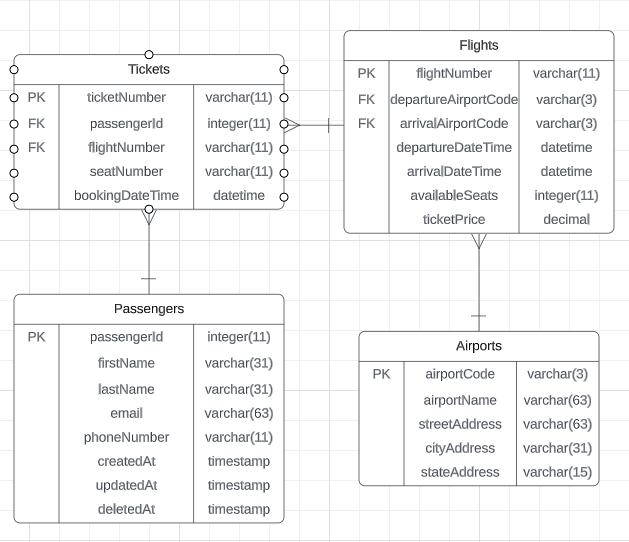 Tickets
PK ticketNumber varchar(11)
FK passengerId integer(11)
FK flightNumber varchar(11)
seatNumber varchar(11)
bookingDateTime datetime
Flights
PK flightNumber varchar(11)
FK departureAirportCode varchar(3)
FK arrivalAirportCode varchar(3)
departureDateTime datetime
arrivalDateTime datetime
availableSeats integer(11)
ticketPrice decimal
Passengers
PK passengerId integer(11)
firstName varchar(31)
lastName varchar(31)
email varchar(63)
phoneNumber varchar(11)
createdAt timestamp
updatedAt timestamp
deletedAt timestamp
Airports
PK airportCode varchar(3)
airportName varchar(63)
streetAddress varchar(63)
cityAddress varchar(31)
stateAddress varchar(15)